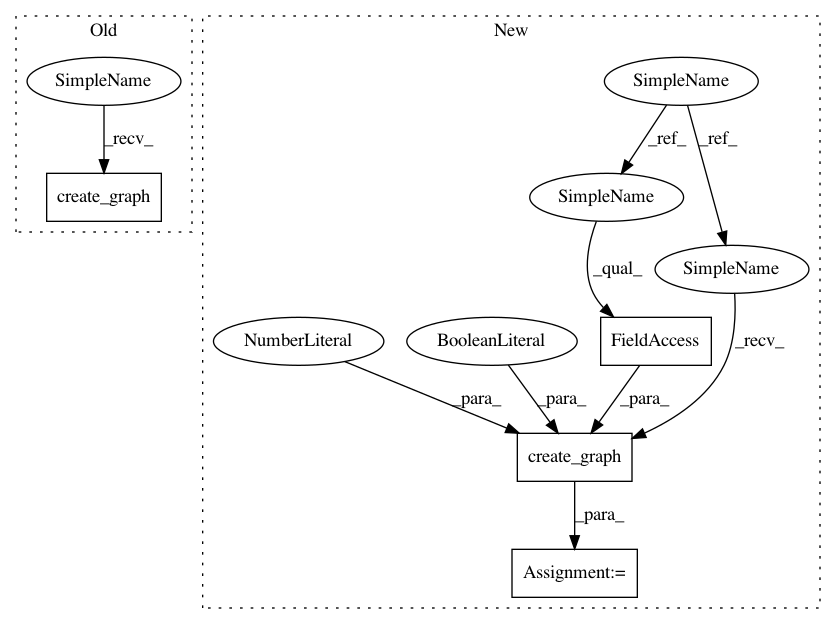 Old
New
SimpleName
SimpleName
_recv_
_ref_
_ref_
create_graph
SimpleName
SimpleName
_qual_
NumberLiteral
BooleanLiteral
FieldAccess
_recv_
_para_
_para_
_para_
create_graph
_para_
Assignment:=